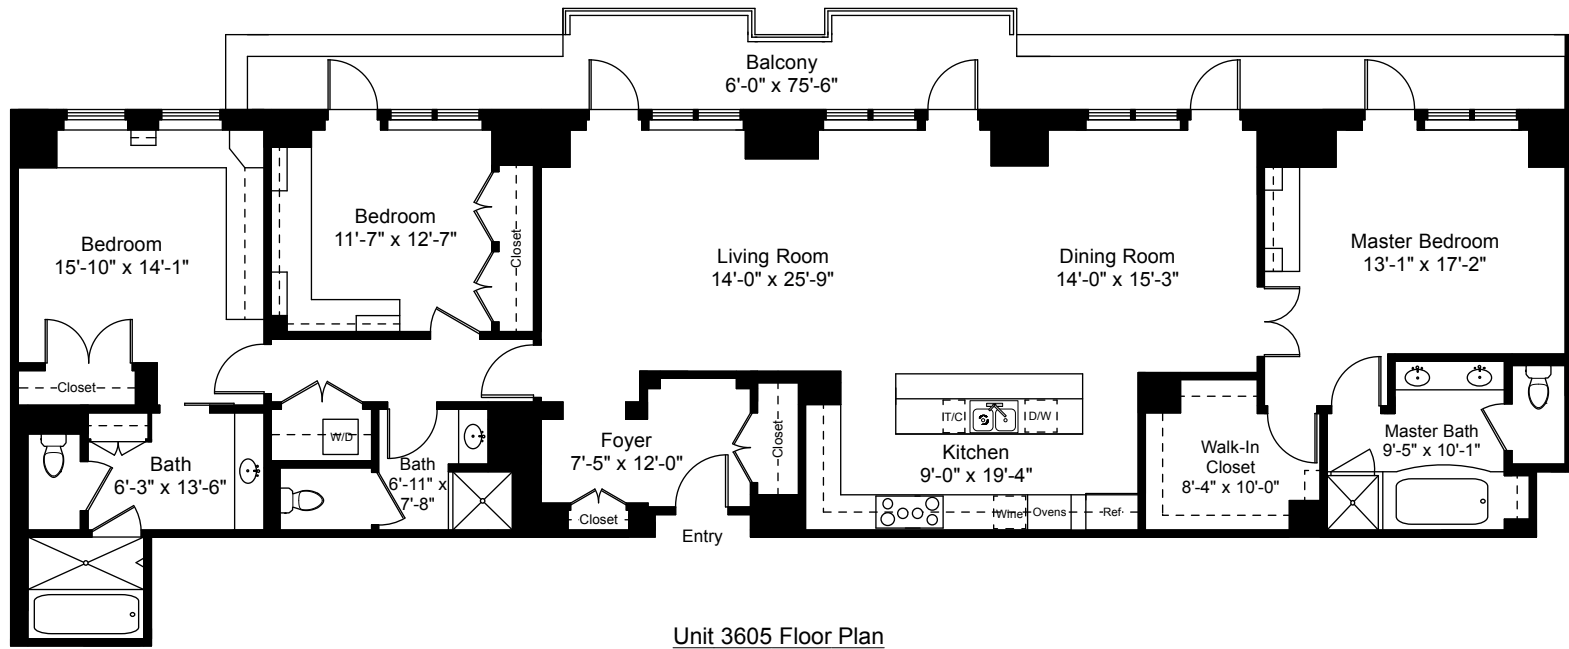 Balcony
6'-0" x 75'-6"
Bedroom
15'-10" x 14'-1"
Bedroom
11'-7" x 12'-7"
Closet
Living Room
14'-0" x 25'-9"
Dining Room
14'-0" x 15'-3"
Master Bedroom
13'-1" x 17'-2"
Closet
W/D
Bath
6'-3" x 13'-6"
Bath
6'-11" x
7'-8"
Foyer
7'-5" x 12'-0"
Closet
Closet
Entry
T/C
D/W
Kitchen
9'-0" x 19'-4"
Wine
Ovens
Ref.
Walk-In
Closet
8'-4" x 10'-0"
Master Bath
9'-5" x 10'-1"
Unit 3605 Floor Plan